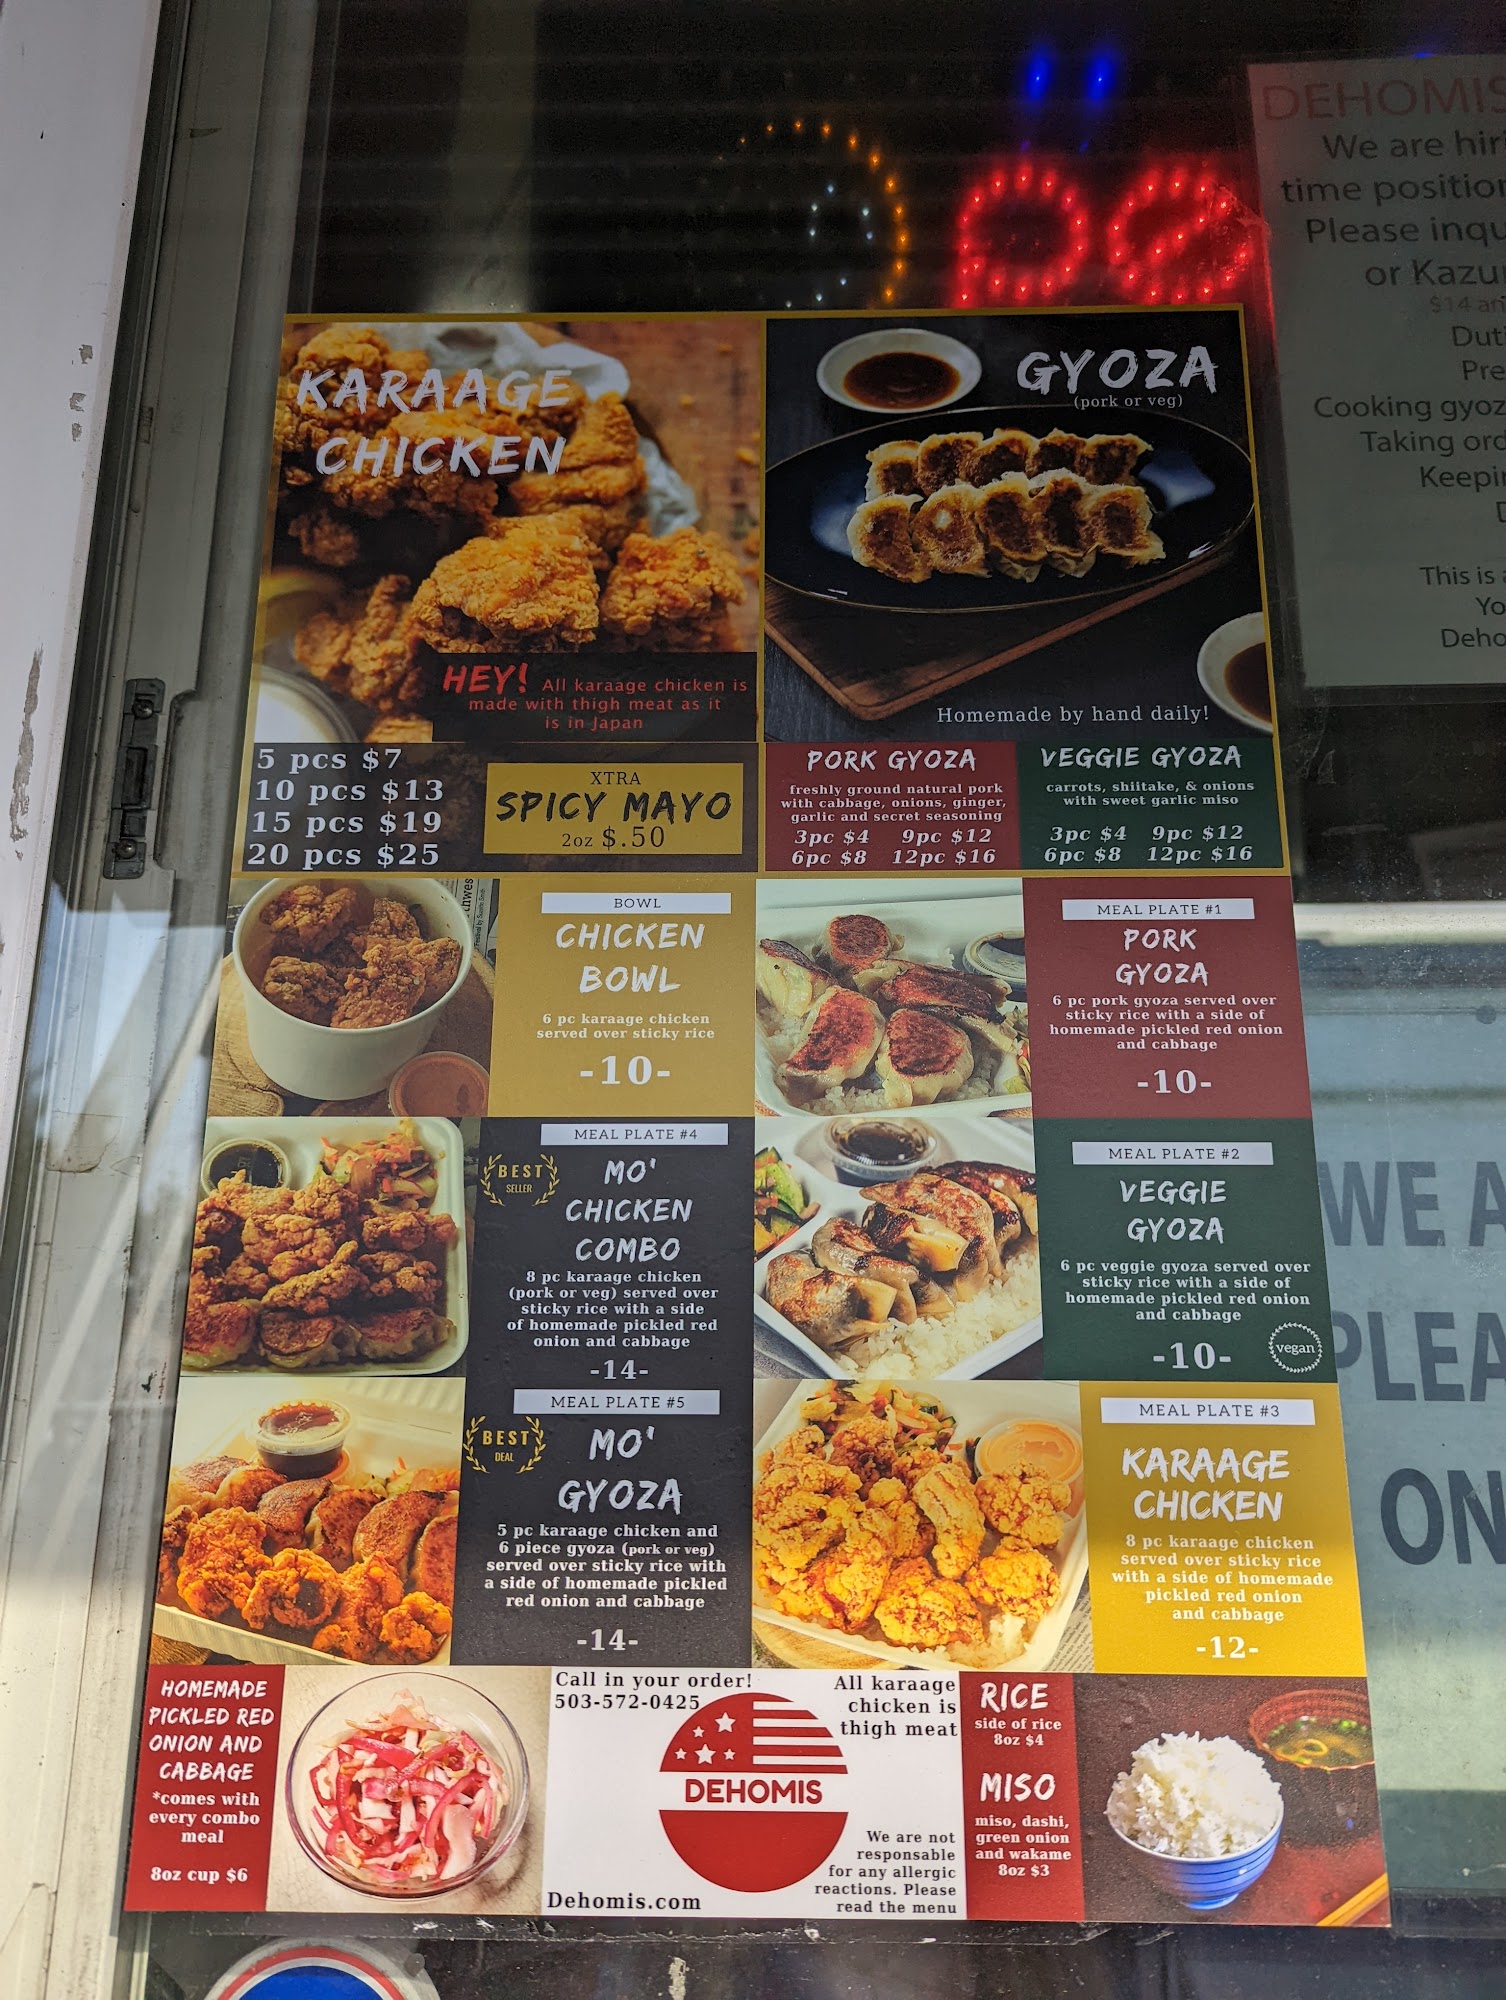 ope
DEHOMIS
We are hir
time position
Please inqu
or Kazu
$14 an
Dut
Pre
Cooking gyoz
Taking ord
Keepin
This is a
Yo
Deho
KARAAGE
CHICKEN
HEY! All karaage chicken is
made with thigh meat as it
is in Japan
5 pcs $7
10 pcs $13
15 pcs $19
20 pcs $25
XTRA
SPICY MAYO
2oz $.50
GYOZA
(pork or veg)
Homemade by hand daily!
PORK GYOZA
freshly ground natural pork
with cabbage, onions, ginger,
garlic and secret seasoning
3pc $4 9pc $12
6pc $8 12pc $16
VEGGIE GYOZA
carrots, shiitake, & onions
with sweet garlic miso
3pc $4 9pc $12
6pc $8 12pc $16
BOWL
CHICKEN
BOWL
6 pc karaage chicken
served over sticky rice
-10-
MEAL PLATE #1
PORK
GYOZA
6 pc pork gyoza served over
sticky rice with a side of
homemade pickled red onion
and cabbage
-10-
MEAL PLATE #4
BEST
SELLER
MO'
CHICKEN
COMBO
8 pc karaage chicken
(pork or veg) served over
sticky rice with a side
of homemade pickled red
onion and cabbage
-14-
MEAL PLATE #2
VEGGIE
GYOZA
6 pc veggie gyoza served over
sticky rice with a side of
homemade pickled red onion
and cabbage
-10-
vegan
MEAL PLATE #5
BEST
DEAL
MO'
GYOZA
5 pc karaage chicken and
6 piece gyoza (pork or veg)
served over sticky rice with
a side of homemade pickled
red onion and cabbage
-14-
MEAL PLATE #3
KARAAGE
CHICKEN
8 pc karaage chicken
served over sticky rice
with a side of homemade
pickled red onion
and cabbage
-12-
HOMEMADE
PICKLED RED
ONION AND
CABBAGE
*comes with
every combo
meal
8oz cup $6
Call in your order!
503-572-0425
All karaage
chicken is
thigh meat
DEHOMIS
We are not
responsible
for any allergic
reactions. Please
read the menu
Dehomis.com
RICE
side of rice
8oz $4
MISO
miso, dashi,
green onion
and wakame
8oz $3
WE A
PLEA
ON